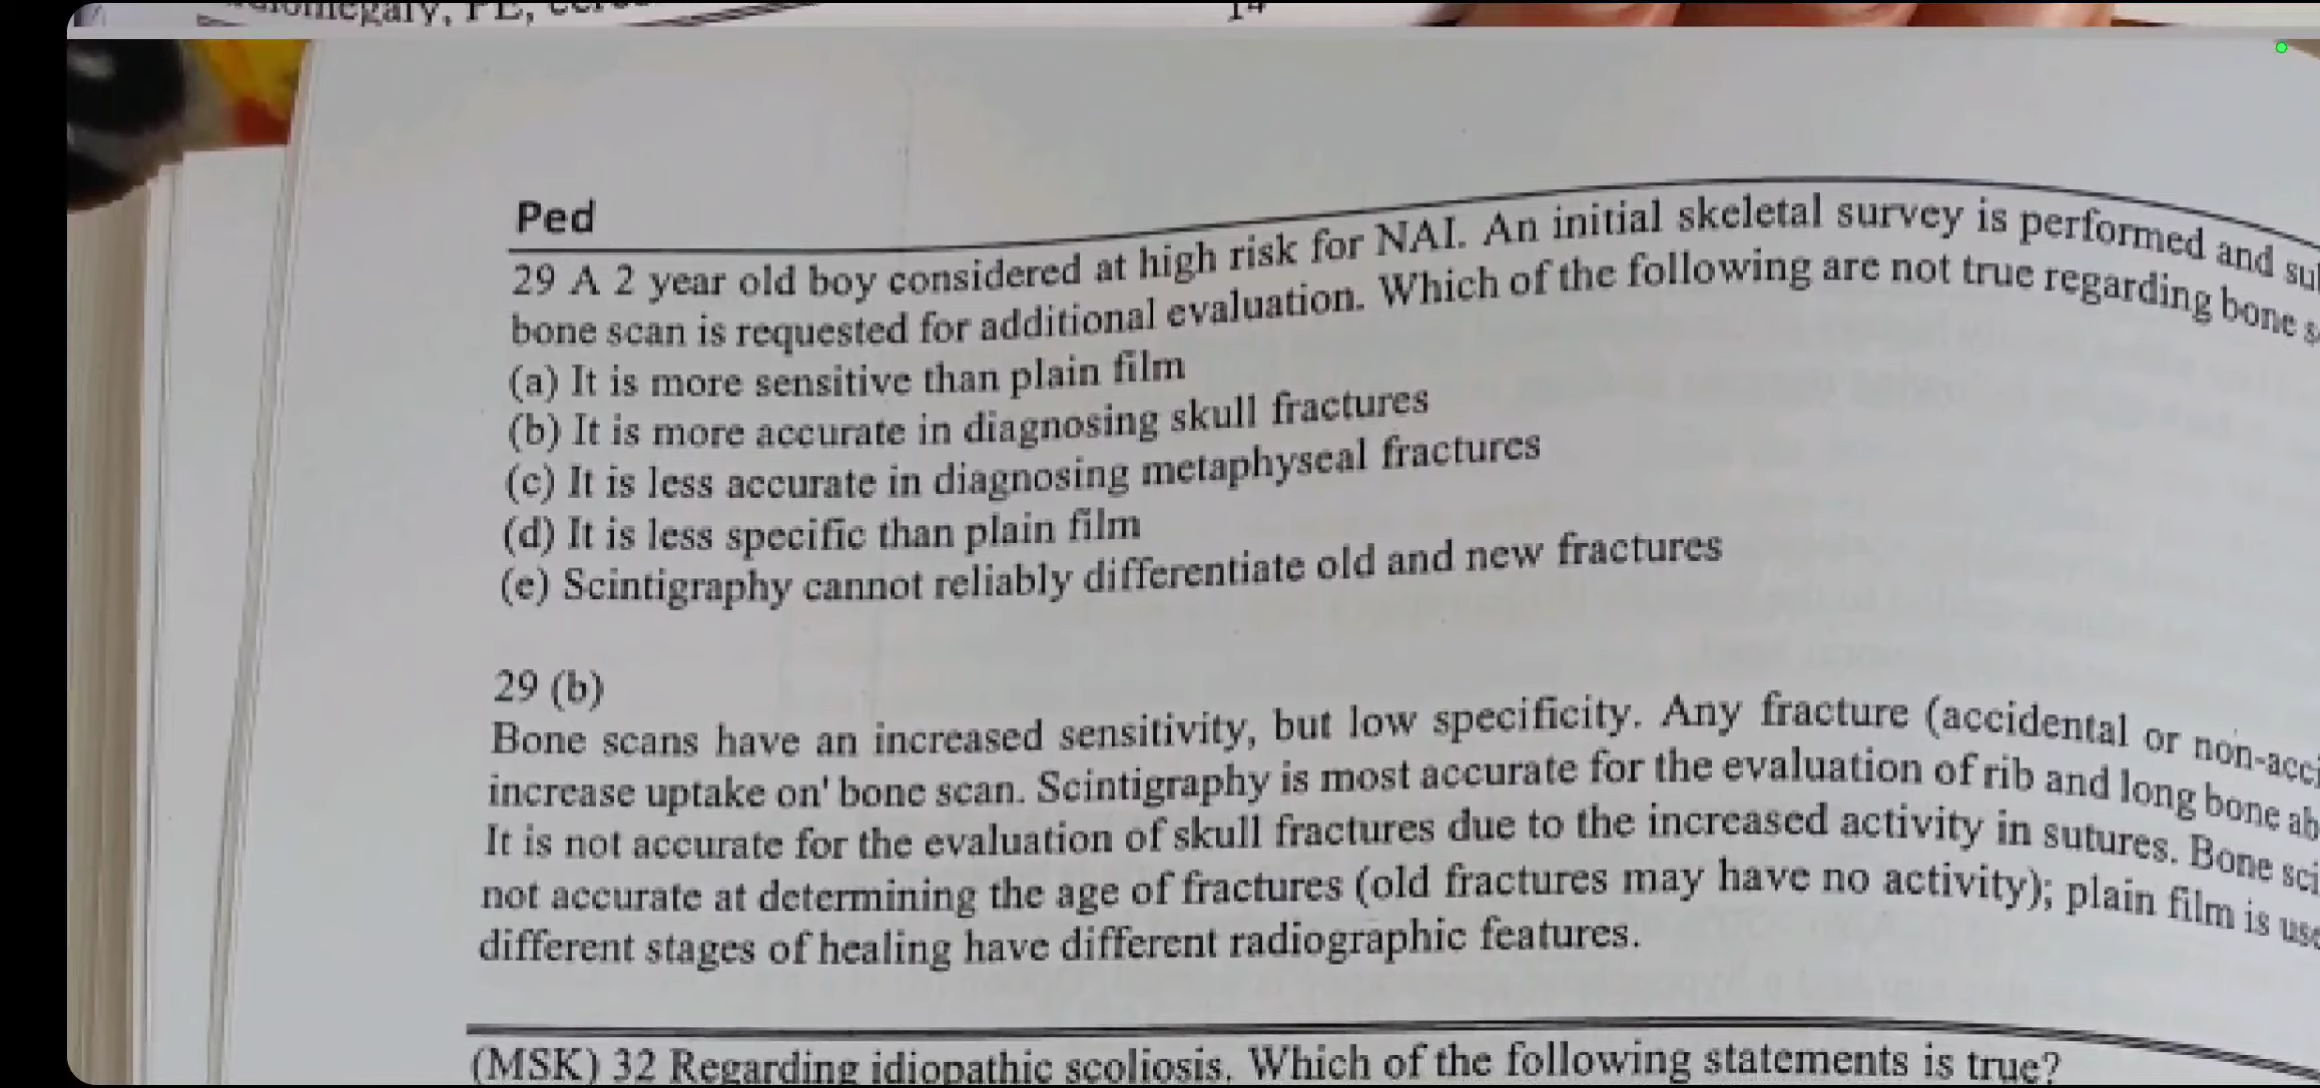 14
Ped
29 A 2 year old boy considered at high risk for NAI. An initial skeletal survey is performed and
bone scan is requested for additional evaluation. Which of the following are not true regarding bone
(a) It is more sensitive than plain film
(b) It is more accurate in diagnosing skull fractures
(c) It is less accurate in diagnosing metaphyseal fractures
(d) It is less specific than plain film
(e) Scintigraphy cannot reliably differentiate old and new fractures
29 (b)
Bone scans have an increased sensitivity, but low specificity. Any fracture (accidental or
increase uptake on' bone scan. Scintigraphy is most accurate for the evaluation of rib and long bone
It is not accurate for the evaluation of skull fractures due to the increased activity in sutures. Bone
not accurate at determining the age of fractures (old fractures may have no activity); plain film is
different stages of healing have different radiographic features.
(MSK) 32 Regarding idiopathic scoliosis. Which of the following statements is true?